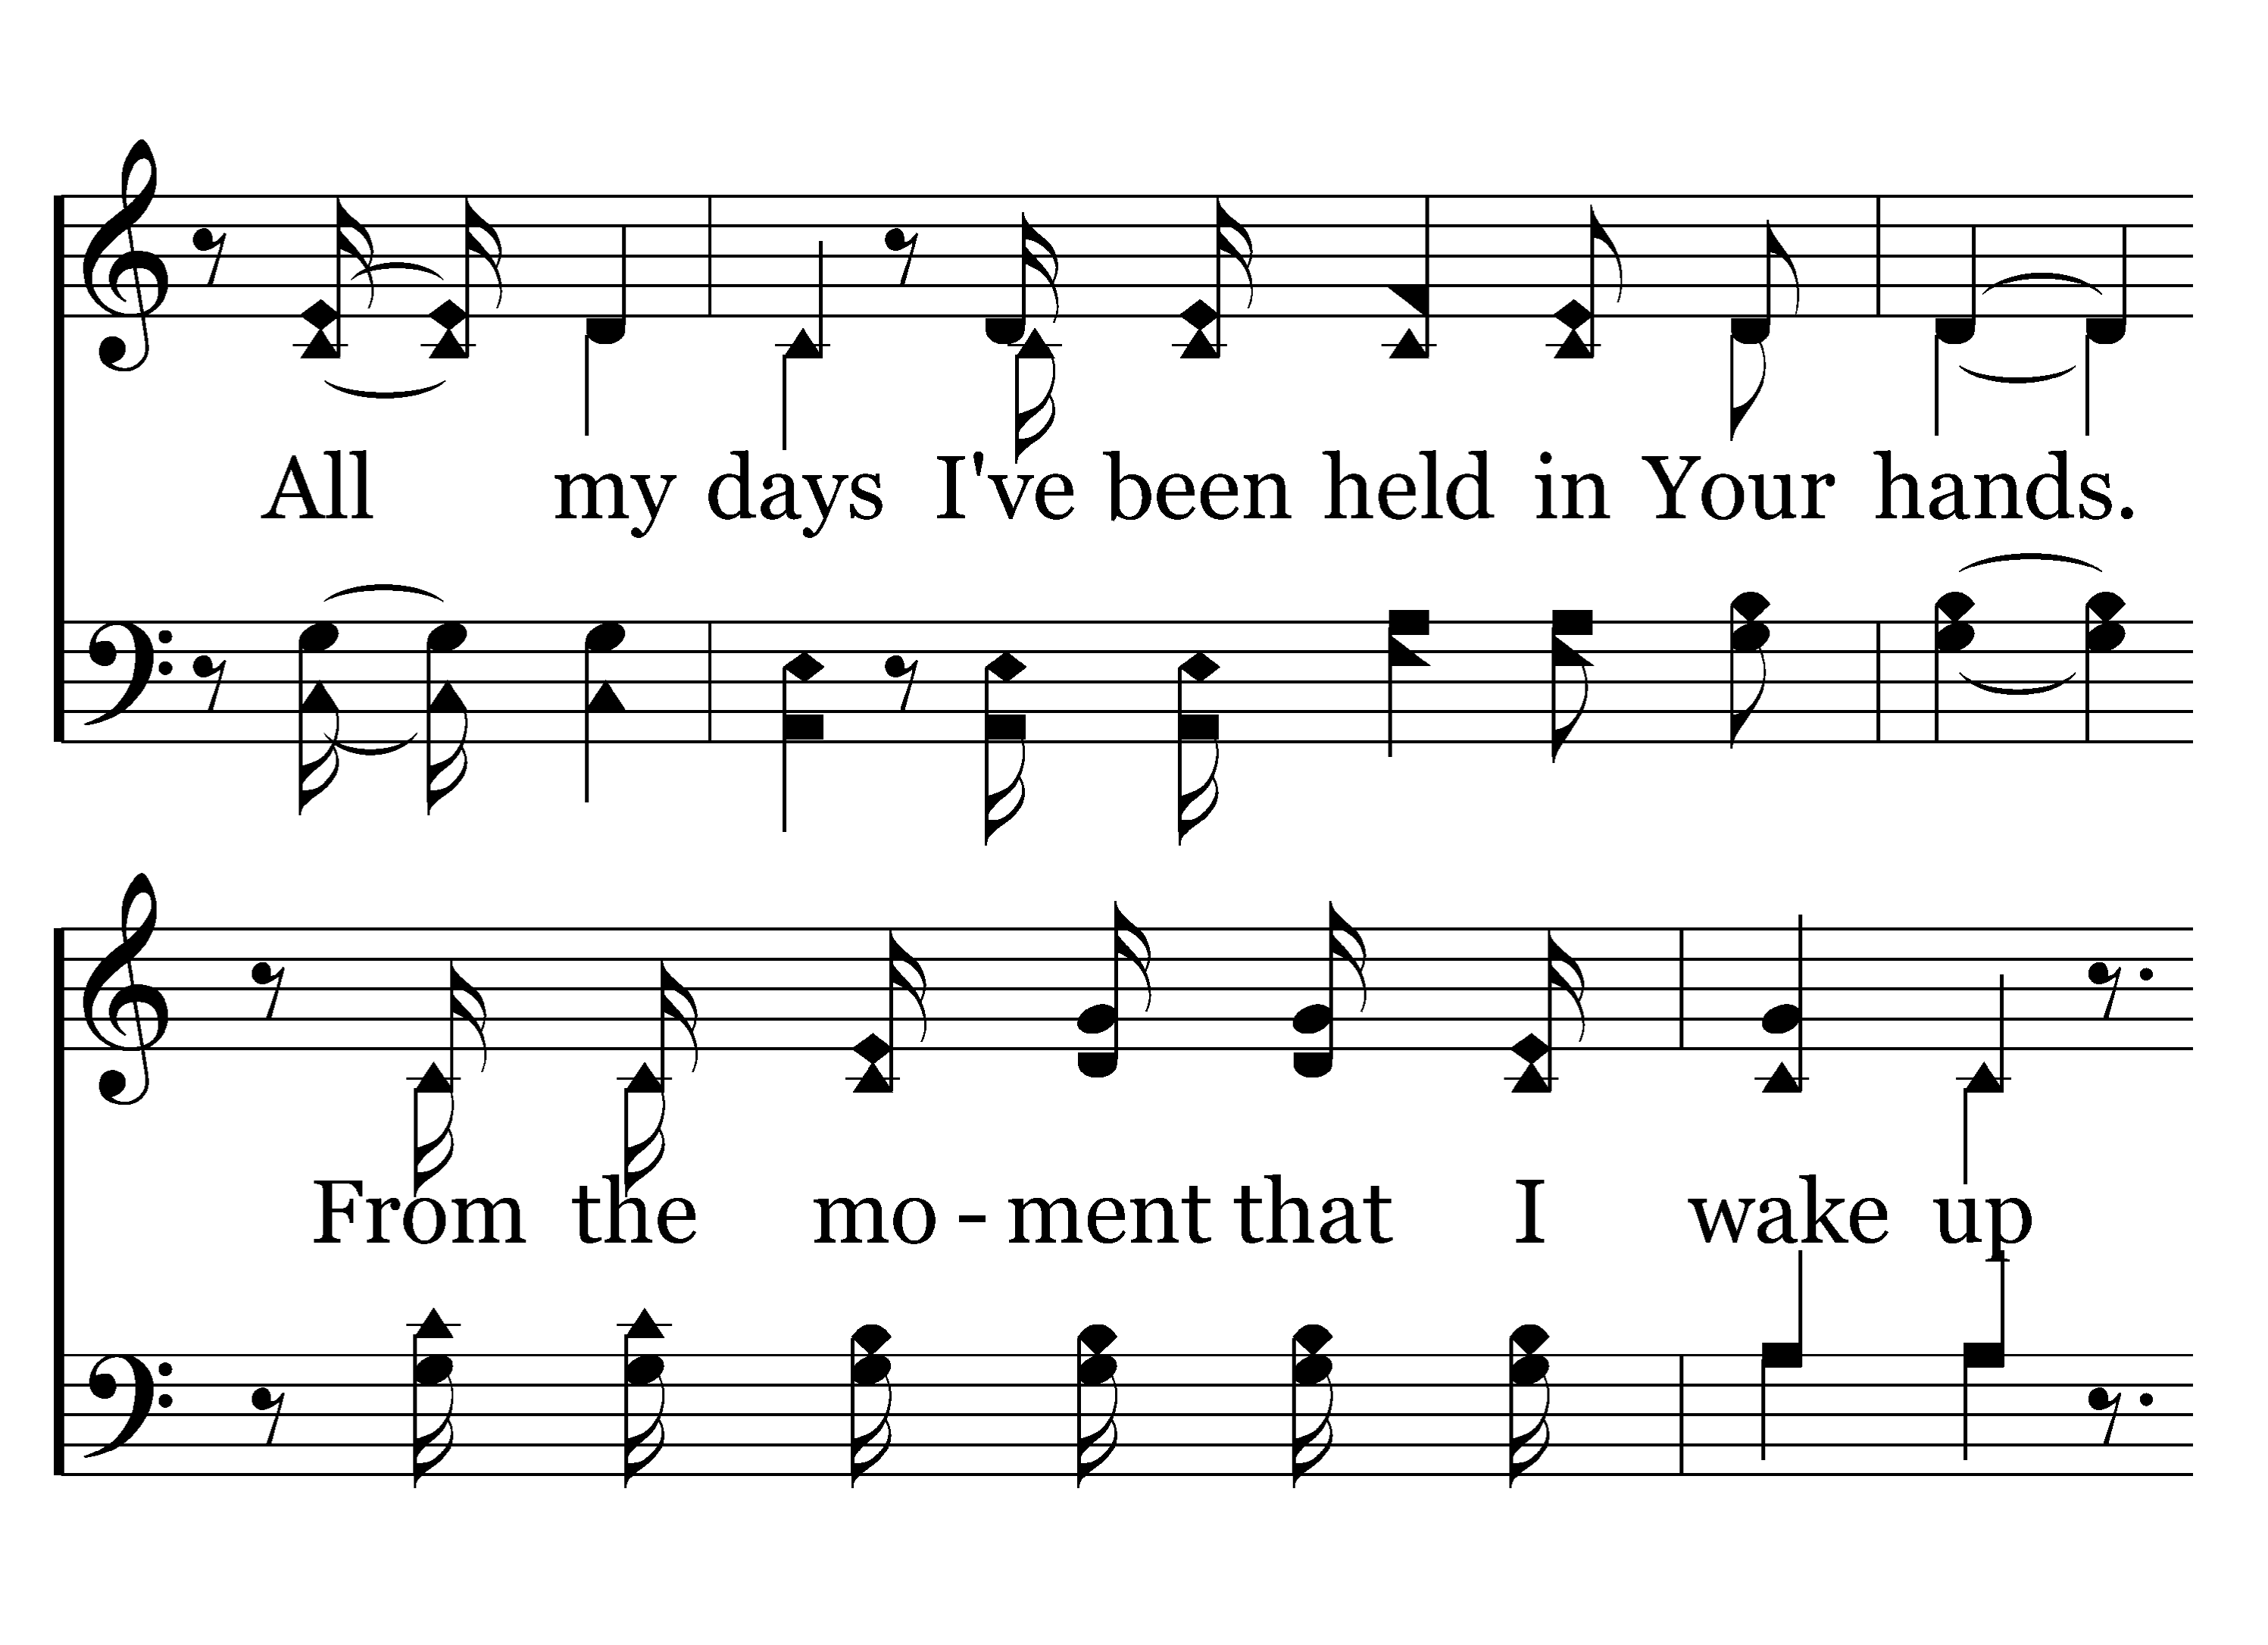 All my days I've been held in Your hands.
From the mo - ment that I wake up